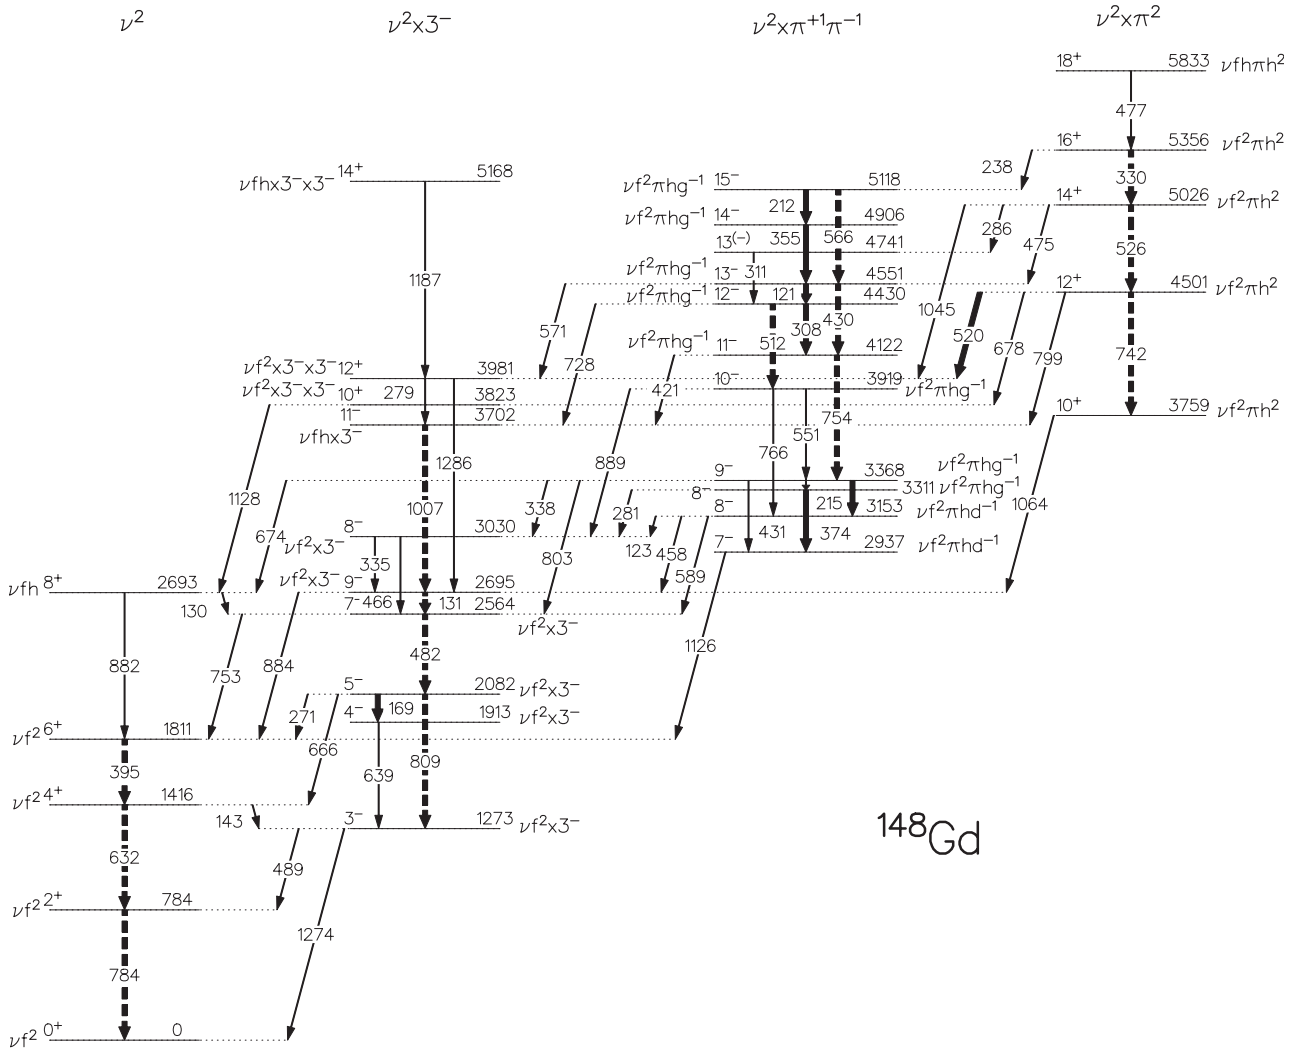 ν² ν²x3⁻ ν²xπ⁺¹π⁻¹ ν²xπ²
18⁺ 5833 νfhπh²
477
16⁺ 5356 νf²πh²
238 330
14⁺ 5168 νfhx3⁻x3⁻
νf²πhg⁻¹ 15⁻ 5118
14⁺ 5026 νf²πh²
212 566
νf²πhg⁻¹ 14⁻ 4906
286 475 526
355
13⁽⁻⁾ 4741
311
νf²πhg⁻¹ 13⁻ 4551
12⁺ 4501 νf²πh²
νf²πhg⁻¹ 12⁻ 121 4430
1187
571 728 512 308 430 1045 520 678 799 742
νf²πhg⁻¹ 11⁻ 4122
νf²x3⁻x3⁻ 12⁺ 3981
10⁻ 3919 νf²πhg⁻¹
279 421
νf²x3⁻x3⁻ 10⁺ 3823
10⁺ 3759 νf²πh²
11⁻ 3702
νfhx3⁻
754 551 766
1286 889
9⁻ 3368 νf²πhg⁻¹
8⁻ 3311 νf²πhg⁻¹
1128 1007 338 281 215 1064
8⁻ 3153 νf²πhd⁻¹
674 8⁻ 3030 νf²x3⁻
431 374
123 458
7⁻ 2937 νf²πhd⁻¹
335 803 589
νfh 8⁺ 2693
νf²x3⁻ 9⁻ 2695
130 466 131
7⁻ 2564 νf²x3⁻
882 753 884 482 1126
5⁻ 2082 νf²x3⁻
271 169
4⁻ 1913 νf²x3⁻
νf² 6⁺ 1811
666
395 639 809
νf² 4⁺ 1416
143
3⁻ 1273 νf²x3⁻
632 489
¹⁴⁸Gd
νf² 2⁺ 784
1274
784
νf² 0⁺ 0